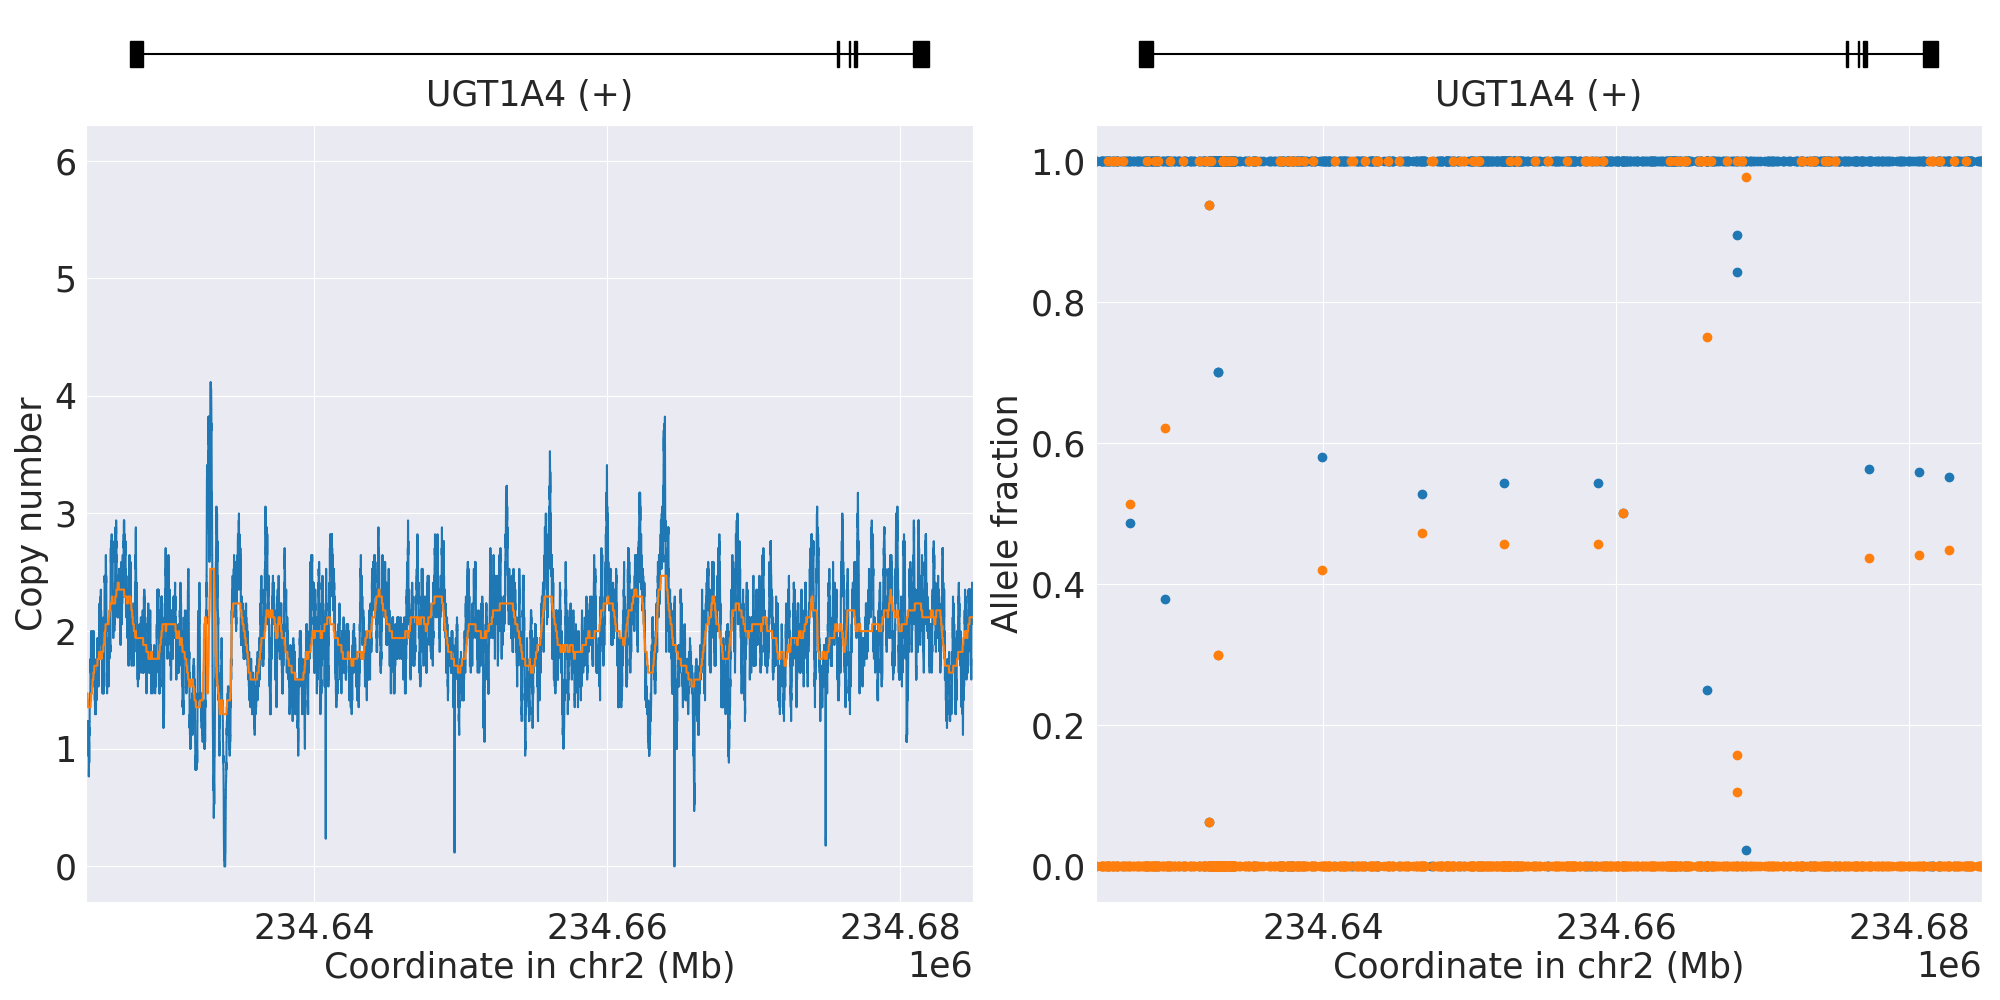 UGT1A4 (+)
6
5
4
3
2
1
0
Copy number
234.64 234.66 234.68
1e6
Coordinate in chr2 (Mb)
UGT1A4 (+)
1.0
0.8
0.6
0.4
0.2
0.0
Allele fraction
234.64 234.66 234.68
1e6
Coordinate in chr2 (Mb)